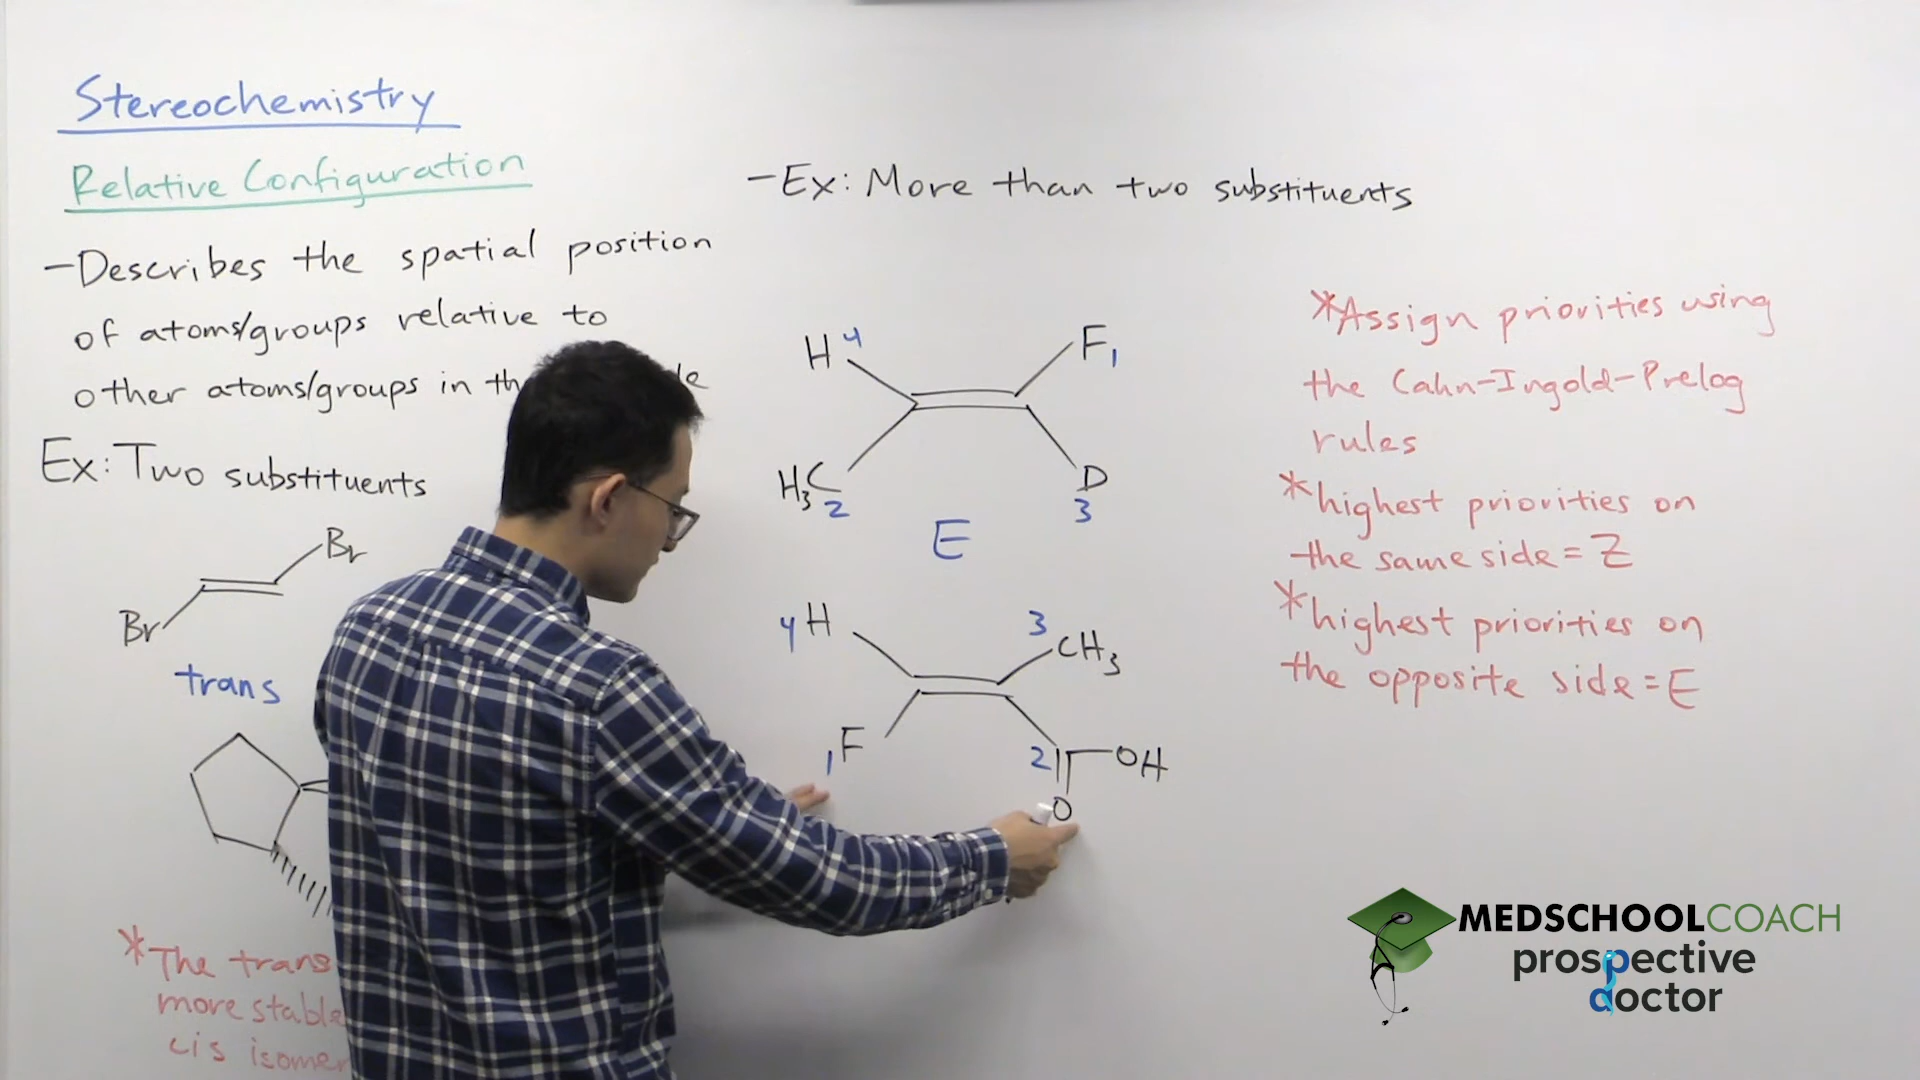 Stereochemistry
Relative Configuration
-Describes the spatial position
of atoms/groups relative to
other atoms/groups in
Ex: Two substituents
Br
Br
trans
*The trans
more stable
cis isomer
-Ex: More than two substituents
H 4
F 1
H3C 2
D 3
E
4 H
3 CH3
1 F
2 OH
O
*Assign priorities using
the Cahn-Ingold-Prelog
rules
*highest priorities on
the same side = Z
*highest priorities on
the opposite side = E
MEDSCHOOLCOACH
prospective
doctor